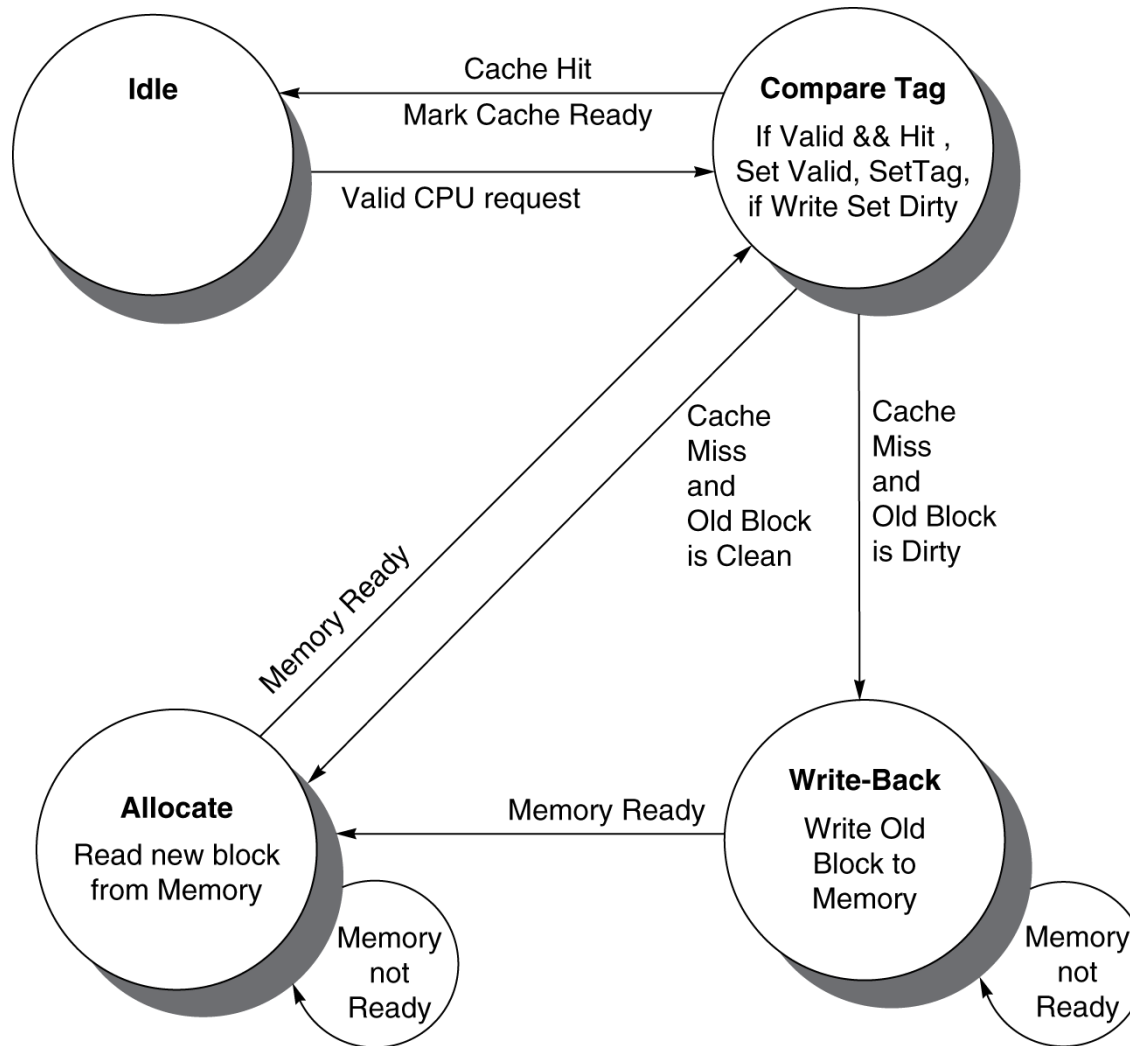 Idle
Cache Hit
Mark Cache Ready
Valid CPU request
Compare Tag
If Valid && Hit ,
Set Valid, SetTag,
if Write Set Dirty
Cache
Miss
and
Old Block
is Clean
Cache
Miss
and
Old Block
is Dirty
Memory Ready
Allocate
Read new block
from Memory
Memory
not
Ready
Memory Ready
Write-Back
Write Old
Block to
Memory
Memory
not
Ready